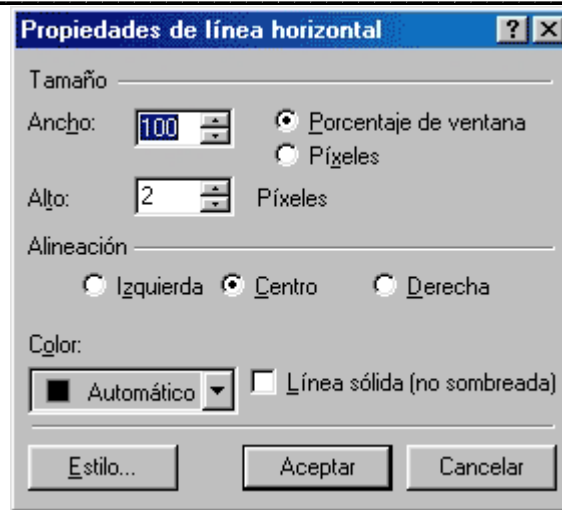 Propiedades de línea horizontal
Tamaño
Ancho: 100 Porcentaje de ventana
Píxeles
Alto: 2 Píxeles
Alineación
Izquierda Centro Derecha
Color:
Automático Línea sólida (no sombreada)
Estilo... Aceptar Cancelar